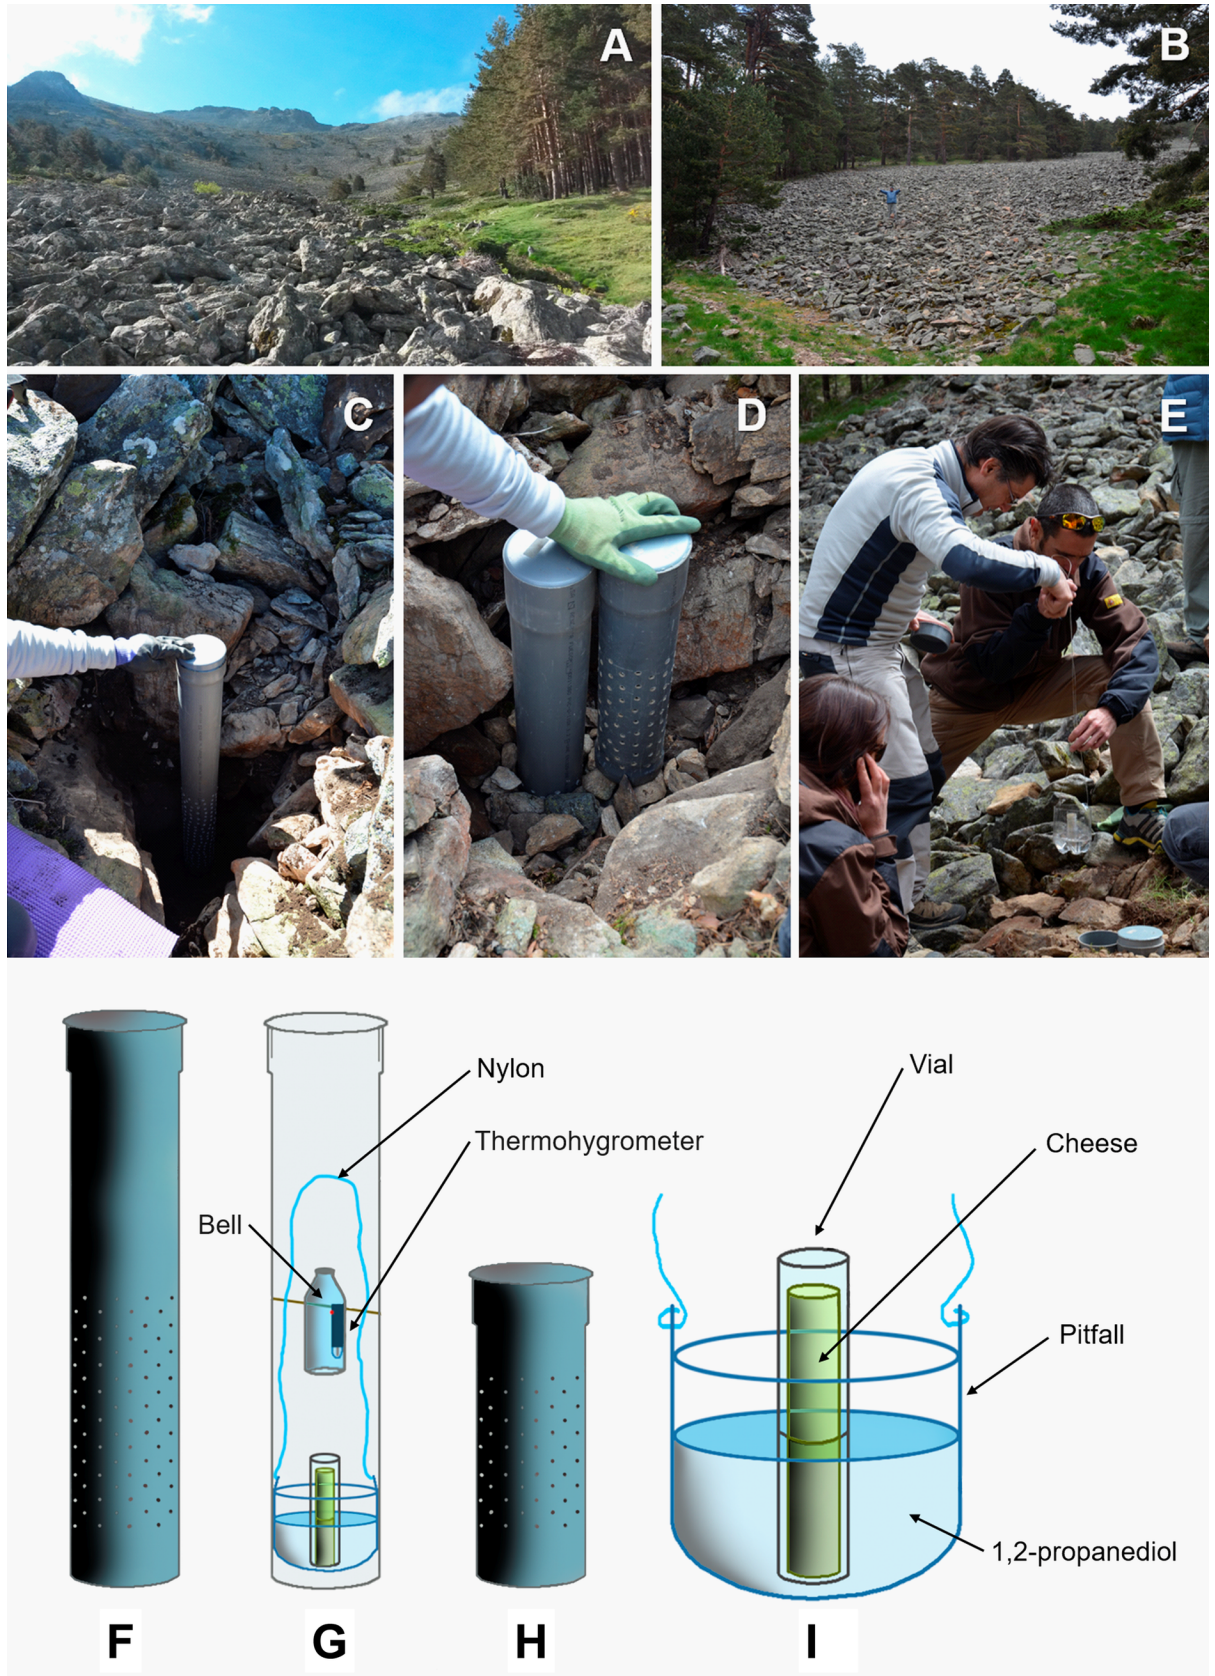 A
B
C
D
E
Nylon
Thermohygrometer
Bell
Vial
Cheese
Pitfall
1,2-propanediol
F
G
H
I